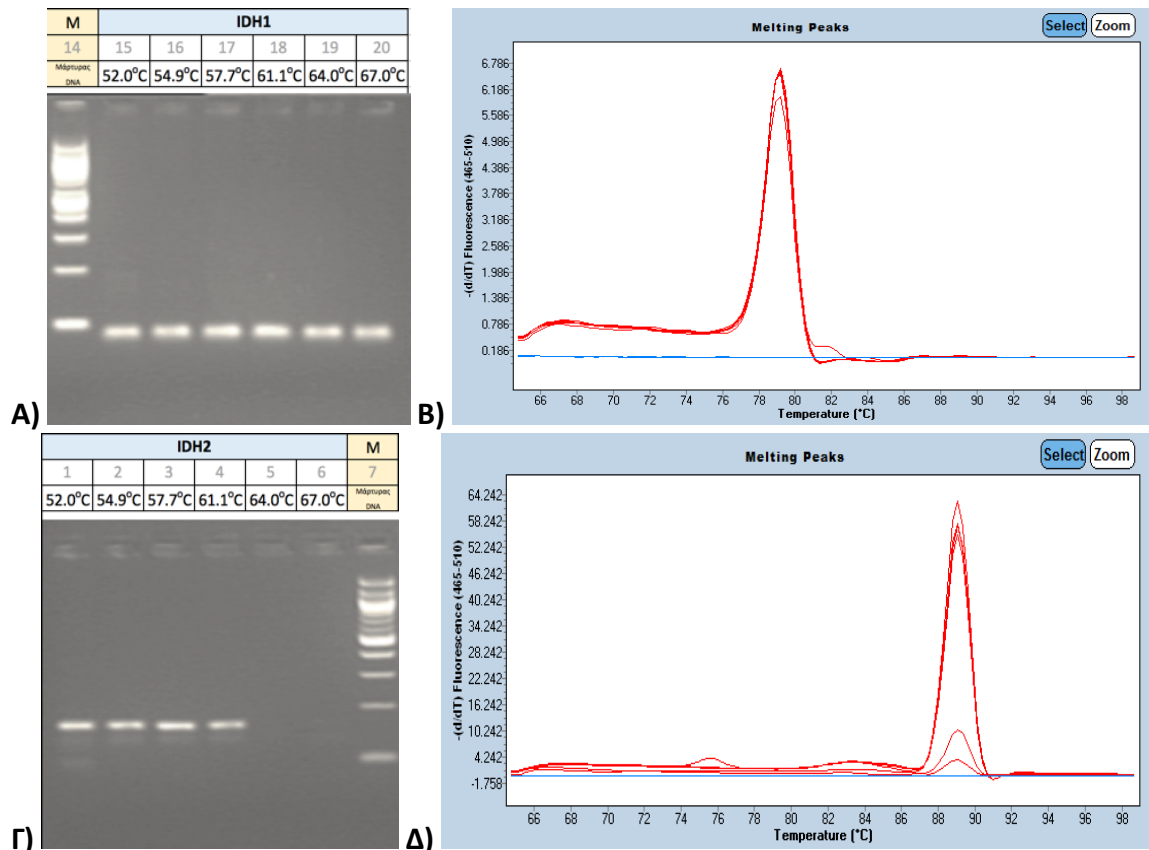 M IDH1
14 15 16 17 18 19 20
Μάρτυρας DNA 52.0°C 54.9°C 57.7°C 61.1°C 64.0°C 67.0°C
A)
Melting Peaks
Select Zoom
-(d/dT) Fluorescence (465-510)
6.786
6.186
5.586
4.986
4.386
3.786
3.186
2.586
1.986
1.386
0.786
0.186
66 68 70 72 74 76 78 80 82 84 86 88 90 92 94 96 98
Temperature (°C)
B)
IDH2 M
1 2 3 4 5 6 7
52.0°C 54.9°C 57.7°C 61.1°C 64.0°C 67.0°C Μάρτυρας DNA
Γ)
Melting Peaks
Select Zoom
-(d/dT) Fluorescence (465-510)
64.242
58.242
52.242
46.242
40.242
34.242
28.242
22.242
16.242
10.242
4.242
-1.758
66 68 70 72 74 76 78 80 82 84 86 88 90 92 94 96 98
Temperature (°C)
Δ)